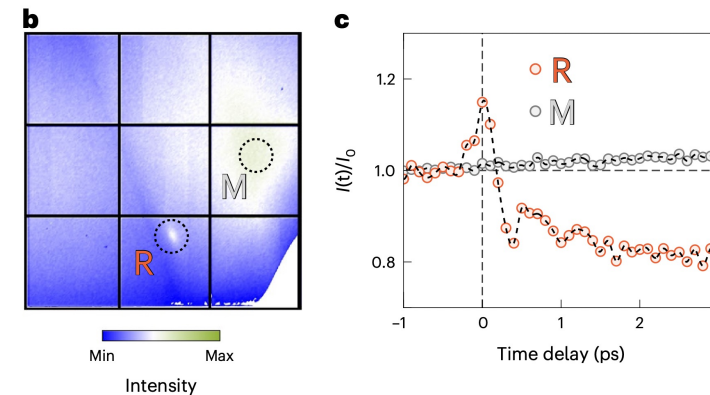 b
M
R
Min Max
Intensity
c
I(t)/I0
1.2
1.0
0.8
R
M
–1 0 1 2
Time delay (ps)